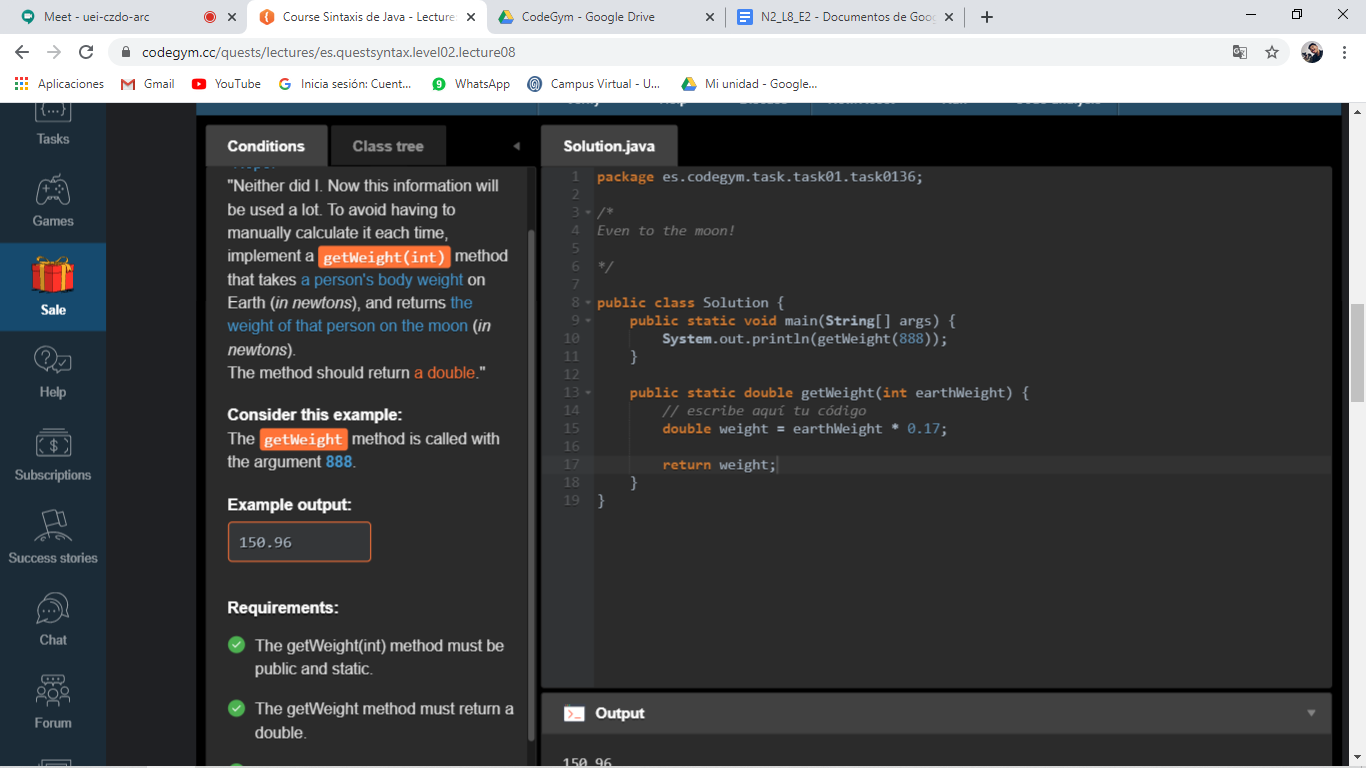 Meet - uei-czdo-arc
Course Sintaxis de Java - Lecture
CodeGym - Google Drive
N2_L8_E2 - Documentos de Goo
codegym.cc/quests/lectures/es.questsyntax.level02.lecture08
Aplicaciones
Gmail
YouTube
Inicia sesión: Cuent...
WhatsApp
Campus Virtual - U...
Mi unidad - Google...
Tasks
Games
Sale
Help
Subscriptions
Success stories
Chat
Forum
Conditions
Class tree
"Neither did I. Now this information will
be used a lot. To avoid having to
manually calculate it each time,
implement a getWeight(int) method
that takes a person's body weight on
Earth (in newtons), and returns the
weight of that person on the moon (in
newtons).
The method should return a double."
Consider this example:
The getWeight method is called with
the argument 888.
Example output:
150.96
Requirements:
The getWeight(int) method must be
public and static.
The getWeight method must return a
double.
Solution.java
1 package es.codegym.task.task01.task0136;
2
3 /*
4 Even to the moon!
5
6 */
7
8 public class Solution {
9 public static void main(String[] args) {
10 System.out.println(getWeight(888));
11 }
12
13 public static double getWeight(int earthWeight) {
14 // escribe aquí tu código
15 double weight = earthWeight * 0.17;
16
17 return weight;
18 }
19 }
Output
150.96